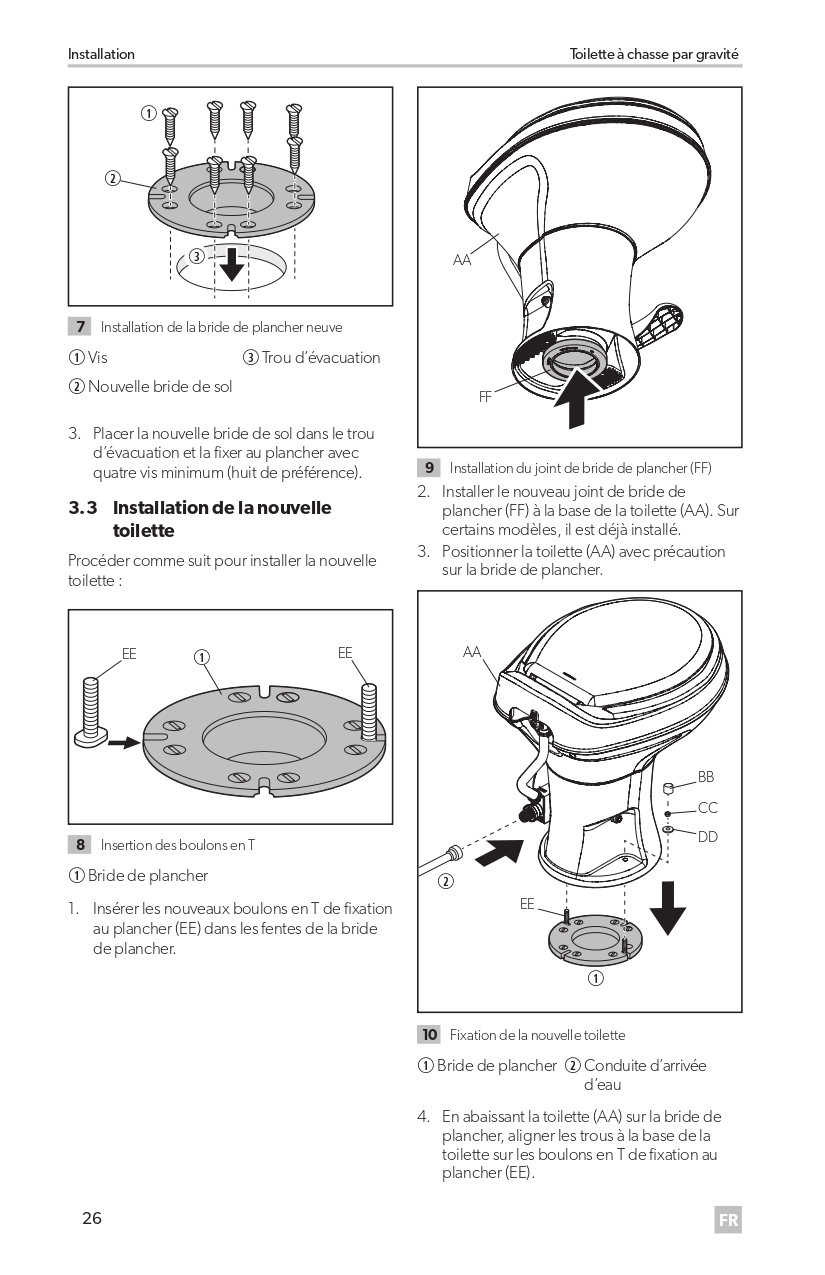 Installation
Toilette à chasse par gravité
1
2
3
7 Installation de la bride de plancher neuve
① Vis
③ Trou d’évacuation
② Nouvelle bride de sol
3. Placer la nouvelle bride de sol dans le trou
d’évacuation et la fixer au plancher avec
quatre vis minimum (huit de préférence).
3.3 Installation de la nouvelle
toilette
Procéder comme suit pour installer la nouvelle
toilette :
EE
1
EE
8 Insertion des boulons en T
① Bride de plancher
1. Insérer les nouveaux boulons en T de fixation
au plancher (EE) dans les fentes de la bride
de plancher.
AA
FF
9 Installation du joint de bride de plancher (FF)
2. Installer le nouveau joint de bride de
plancher (FF) à la base de la toilette (AA). Sur
certains modèles, il est déjà installé.
3. Positionner la toilette (AA) avec précaution
sur la bride de plancher.
AA
BB
CC
DD
2
EE
1
10 Fixation de la nouvelle toilette
① Bride de plancher ② Conduite d’arrivée
d’eau
4. En abaissant la toilette (AA) sur la bride de
plancher, aligner les trous à la base de la
toilette sur les boulons en T de fixation au
plancher (EE).
26
FR